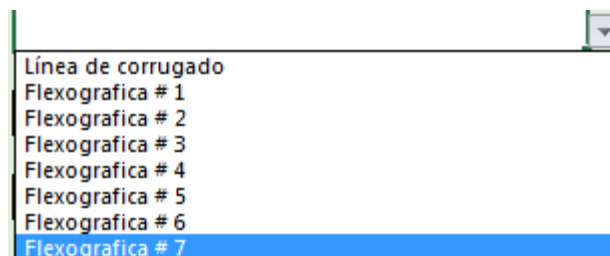 Línea de corrugado
Flexografica # 1
Flexografica # 2
Flexografica # 3
Flexografica # 4
Flexografica # 5
Flexografica # 6
Flexografica # 7